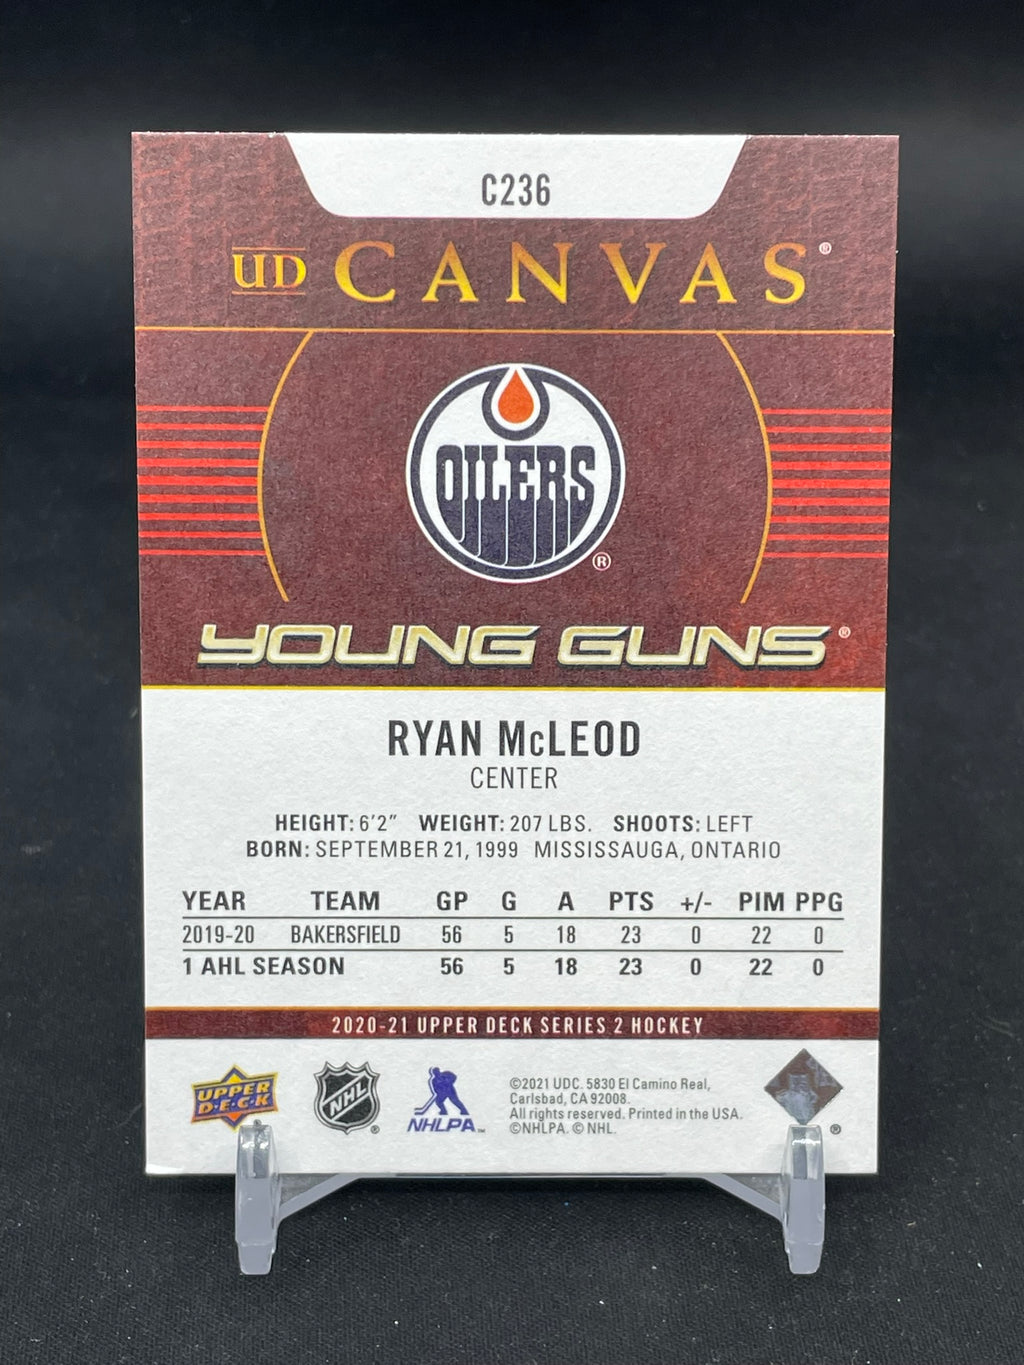 C236
UD CANVAS®
OILERS
®
YOUNG GUNS®
RYAN McLEOD
CENTER
HEIGHT: 6'2" WEIGHT: 207 LBS. SHOOTS: LEFT
BORN: SEPTEMBER 21, 1999 MISSISSAUGA, ONTARIO
YEAR TEAM GP G A PTS +/- PIM PPG
2019-20 BAKERSFIELD 56 5 18 23 0 22 0
1 AHL SEASON 56 5 18 23 0 22 0
2020-21 UPPER DECK SERIES 2 HOCKEY
UPPER
D·E·C·K
NHL ®
NHLPA™
©2021 UDC. 5830 El Camino Real,
Carlsbad, CA 92008.
All rights reserved. Printed in the USA.
©NHLPA. © NHL.
®